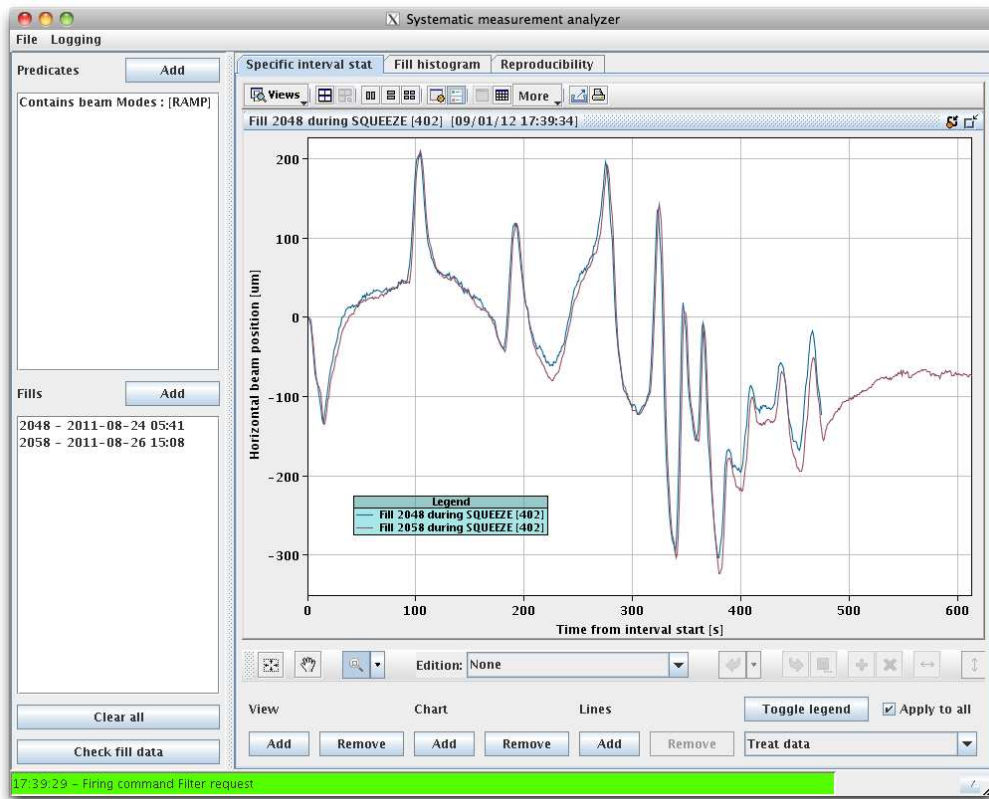 Systematic measurement analyzer
File Logging
Predicates Add
Contains beam Modes : [RAMP]
Fills Add
2048 - 2011-08-24 05:41
2058 - 2011-08-26 15:08
Clear all
Check fill data
Specific interval stat Fill histogram Reproducibility
Views More
Fill 2048 during SQUEEZE [402] [09/01/12 17:39:34]
Horizontal beam position [um]
200
100
0
-100
-200
-300
Legend
Fill 2048 during SQUEEZE [402]
Fill 2058 during SQUEEZE [402]
0 100 200 300 400 500 600
Time from interval start [s]
Edition: None
View Chart Lines Toggle legend Apply to all
Add Remove Add Remove Add Remove Treat data
17:39:29 - Firing command Filter request